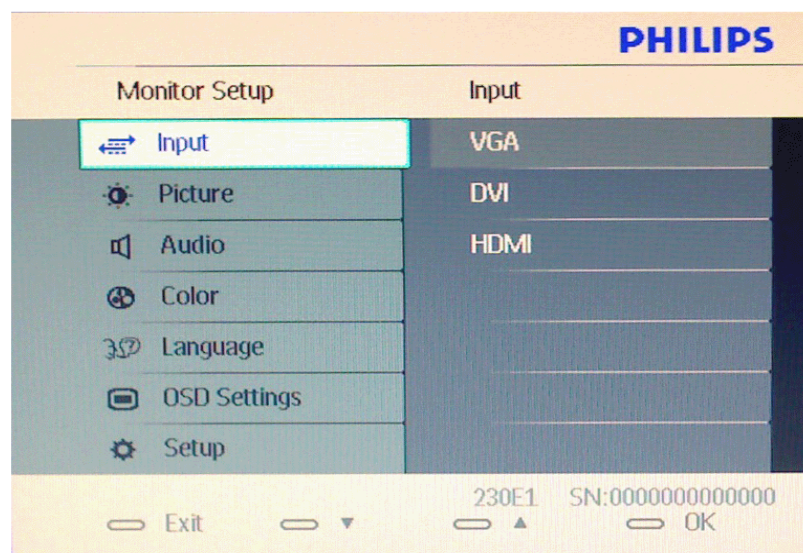 PHILIPS
Monitor Setup Input
Input VGA
Picture DVI
Audio HDMI
Color
Language
OSD Settings
Setup
230E1 SN:0000000000000
Exit ▼ ▲ OK